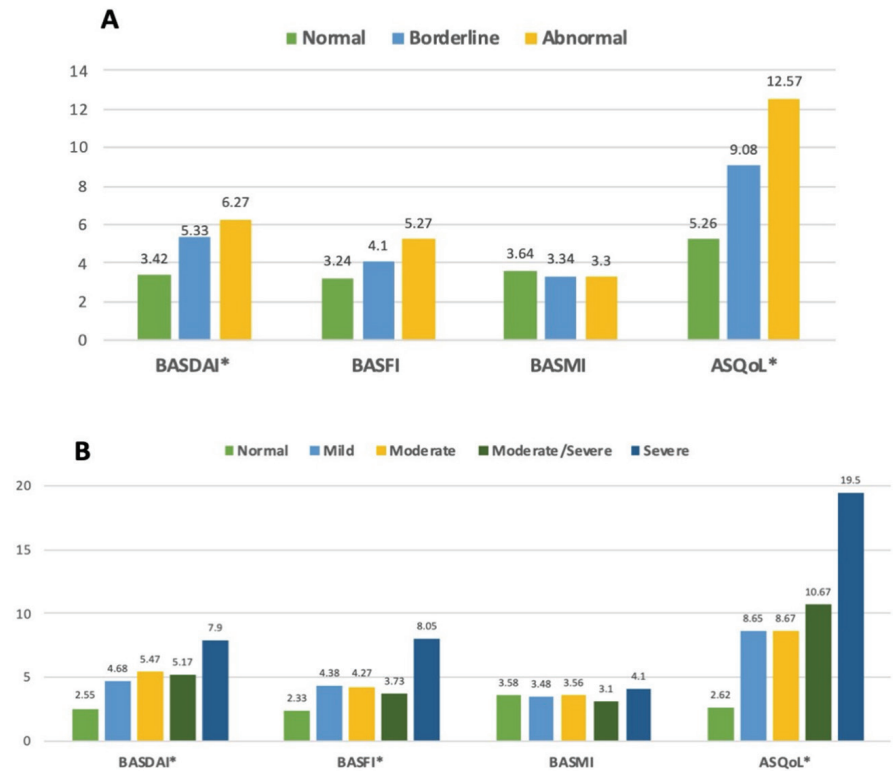 A
Normal Borderline Abnormal
14
12
10
8
6
4
2
0
3.42 5.33 6.27
3.24 4.1 5.27
3.64 3.34 3.3
5.26 9.08 12.57
BASDAI* BASFI BASMI ASQoL*
B
Normal Mild Moderate Moderate/Severe Severe
20
15
10
5
0
2.55 4.68 5.47 5.17 7.9
2.33 4.38 4.27 3.73 8.05
3.58 3.48 3.56 3.1 4.1
2.62 8.65 8.67 10.67 19.5
BASDAI* BASFI* BASMI ASQoL*